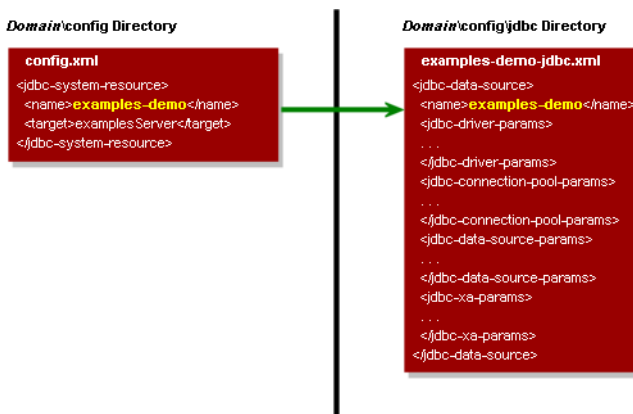 Domain\config Directory
config.xml
<jdbc-system-resource>
<name>examples-demo</name>
<target>examplesServer</target>
</jdbc-system-resource>
Domain\config\jdbc Directory
examples-demo-jdbc.xml
<jdbc-data-source>
<name>examples-demo</name>
<jdbc-driver-params>
. . .
</jdbc-driver-params>
<jdbc-connection-pool-params>
. . .
</jdbc-connection-pool-params>
<jdbc-data-source-params>
. . .
</jdbc-data-source-params>
<jdbc-xa-params>
. . .
</jdbc-xa-params>
</jdbc-data-source>